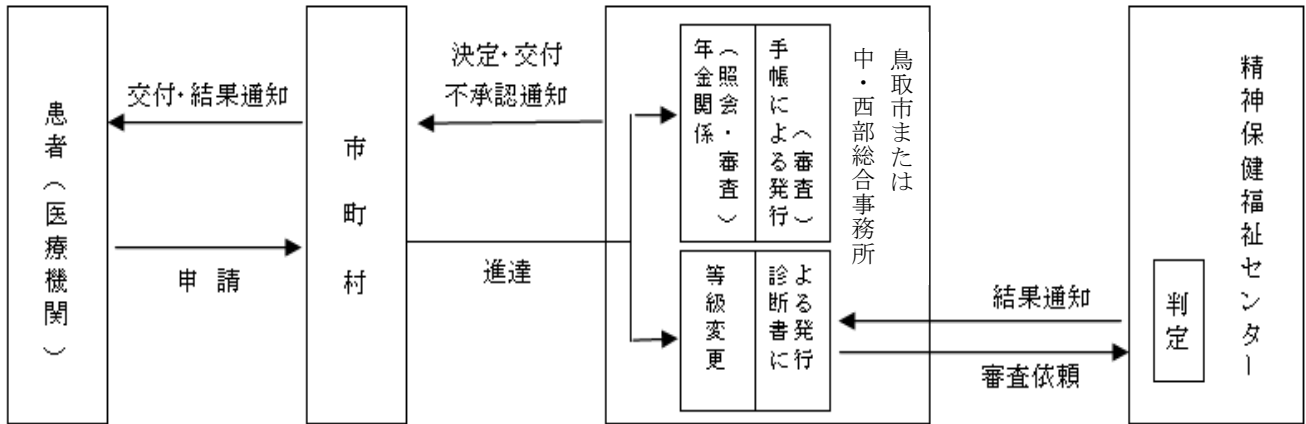 患者（医療機関）
交付・結果通知
申請
市町村
決定・交付
不承認通知
進達
手帳による発行
（審査）
年金関係
（照会・審査）
診断書に
よる発行
等級変更
鳥取市または
中・西部総合事務所
結果通知
審査依頼
判定
精神保健福祉センター